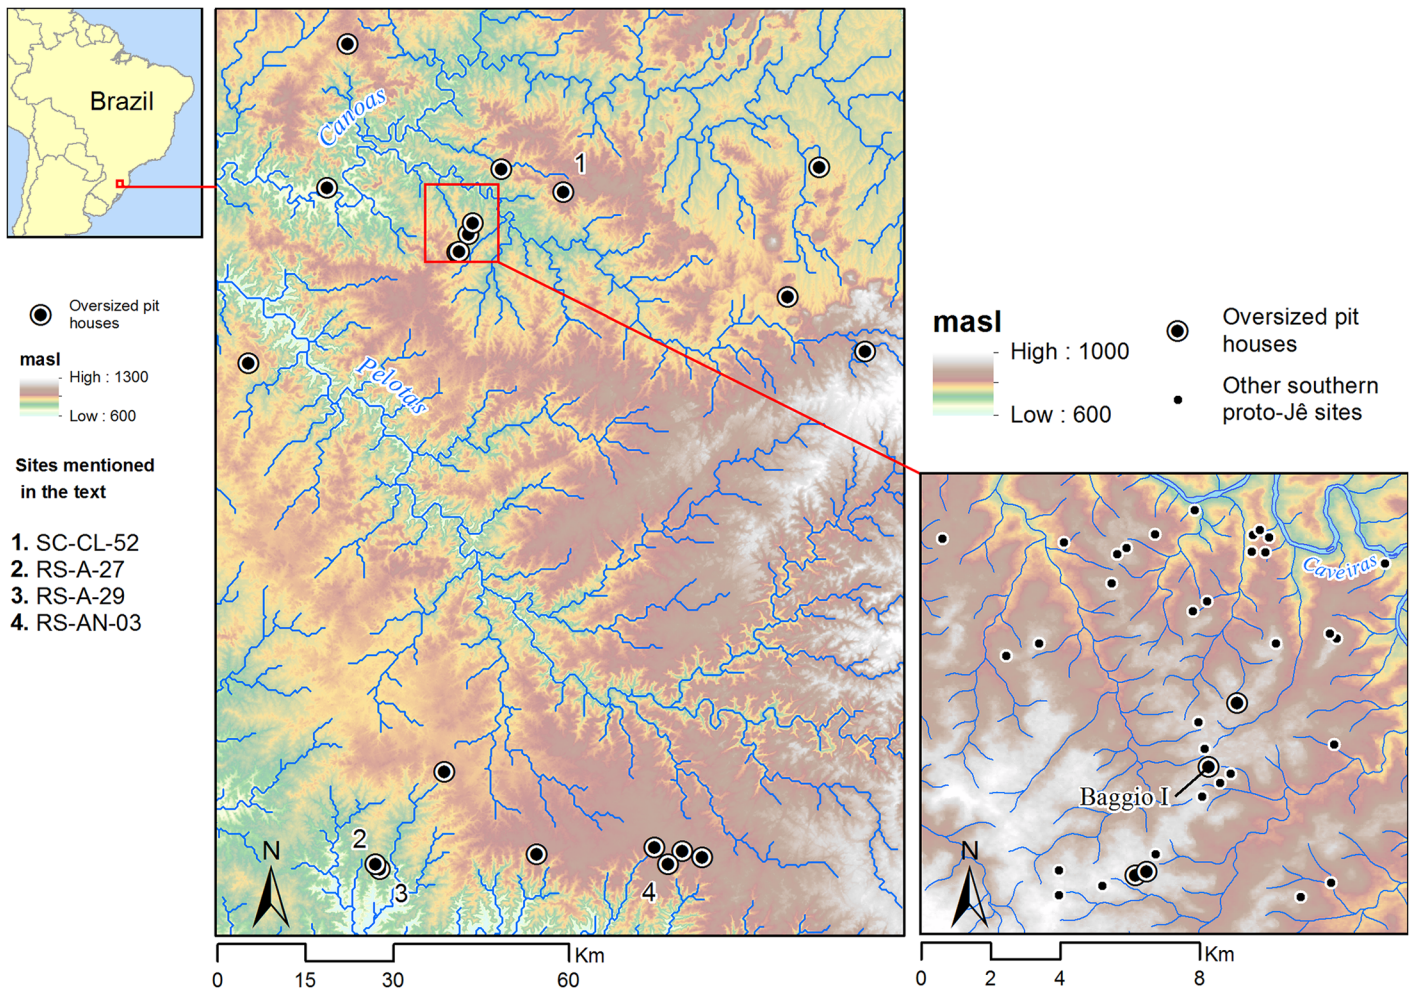 Brazil
Oversized pit
houses
masl
High : 1300
Low : 600
Sites mentioned
in the text
1. SC-CL-52
2. RS-A-27
3. RS-A-29
4. RS-AN-03
Canoas
1
Pelotas
2
3
4
N
Km
0 15 30 60
masl
High : 1000
Low : 600
Oversized pit
houses
Other southern
proto-Jê sites
Caveiras
Baggio I
N
Km
0 2 4 8